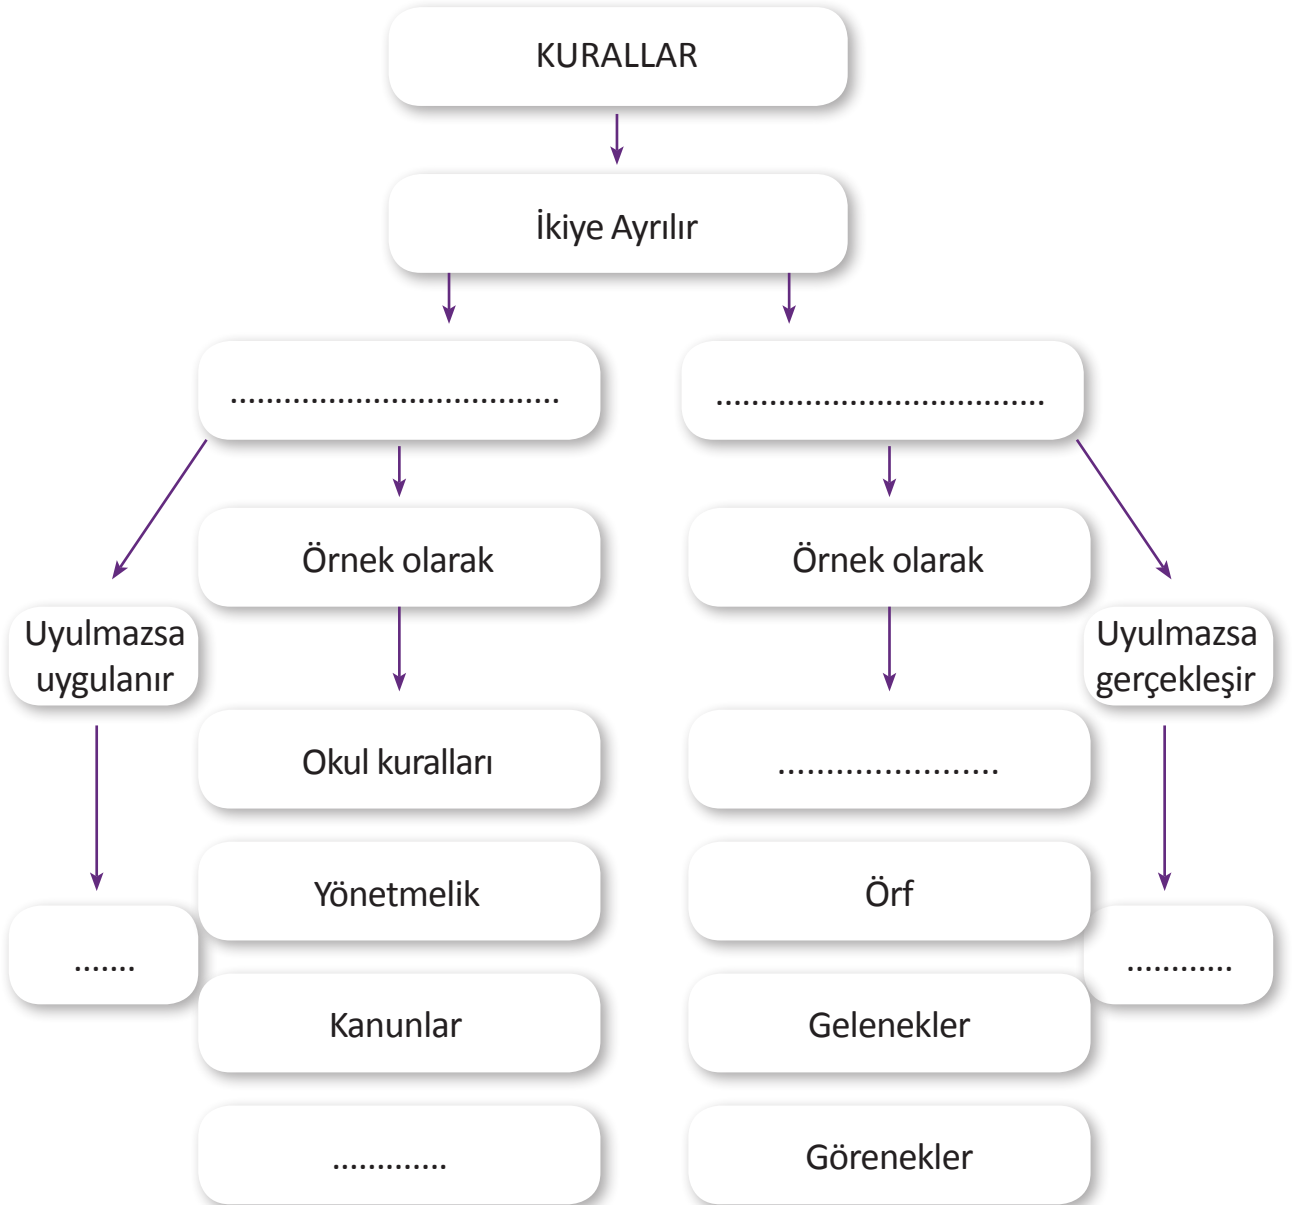 KURALLAR
İkiye Ayrılır
.....................................
.....................................
Örnek olarak
Örnek olarak
Uyulmazsa
uygulanır
Uyulmazsa
gerçekleşir
Okul kuralları
.......................
Yönetmelik
Örf
.......
............
Kanunlar
Gelenekler
.............
Görenekler